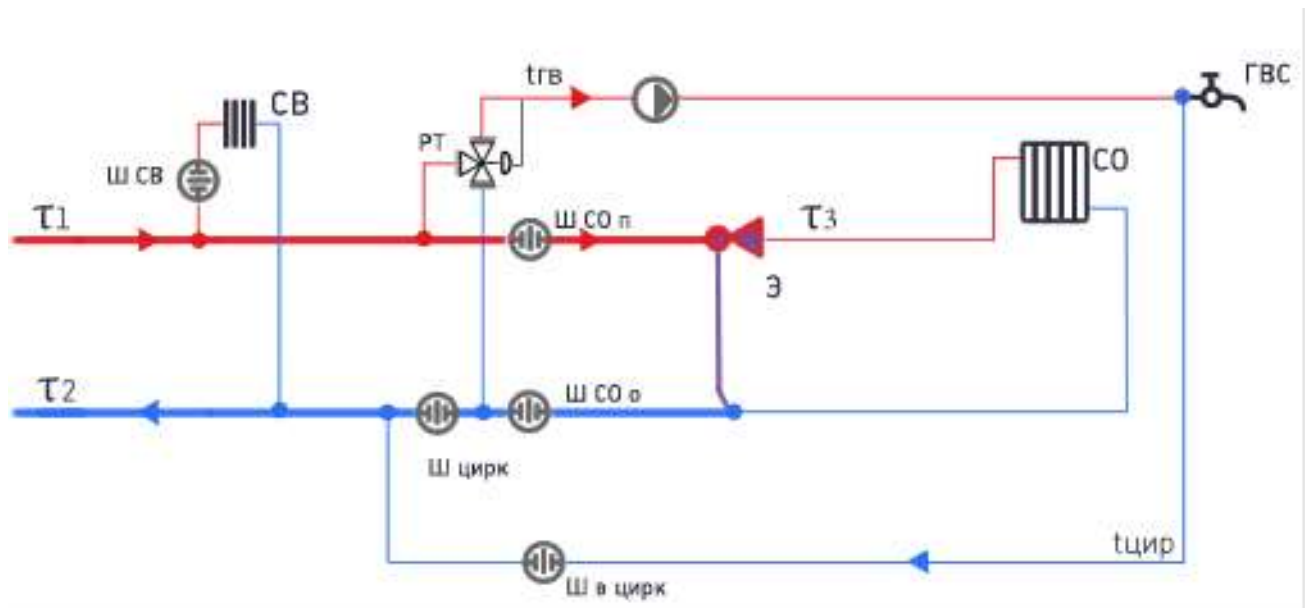 tгв
ГВС
СВ
РТ
СО
Ш СВ
τ1
Ш СО п
τ3
Э
τ2
Ш СО о
Ш цирк
tцир
Ш в цирк